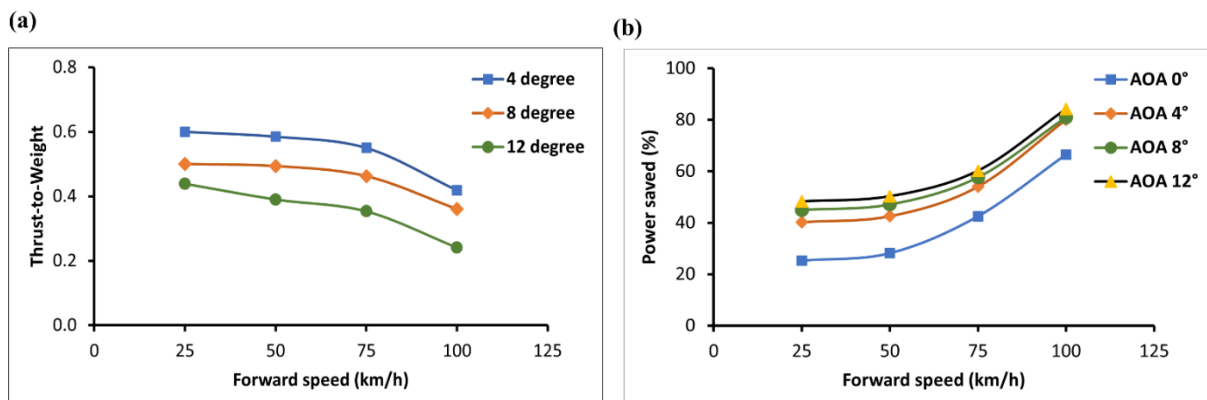 (a)
0.8
0.6
0.4
0.2
0.0
Thrust-to-Weight
0 25 50 75 100 125
Forward speed (km/h)
4 degree
8 degree
12 degree
(b)
100
80
60
40
20
0
Power saved (%)
0 25 50 75 100 125
Forward speed (km/h)
AOA 0°
AOA 4°
AOA 8°
AOA 12°